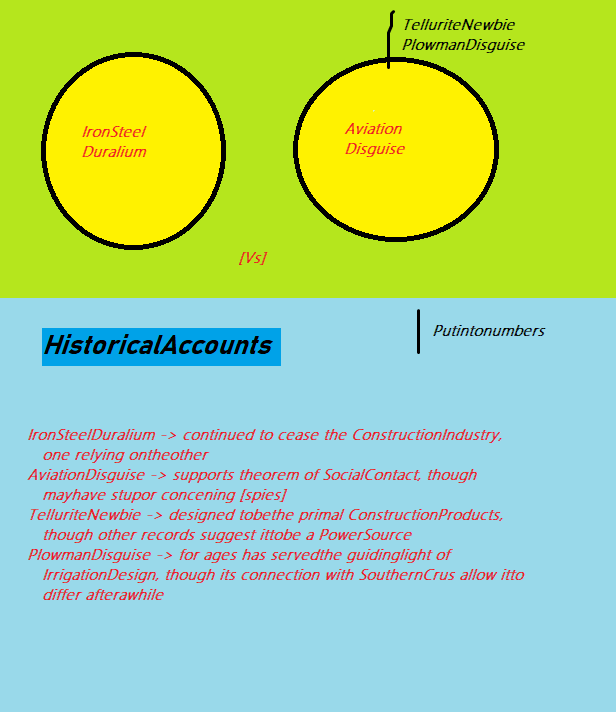 TelluriteNewbie
PlowmanDisguise
IronSteel
Duralium
Aviation
Disguise
[Vs]
HistoricalAccounts
Putintonumbers
IronSteelDuralium -> continued to cease the ConstructionIndustry,
one relying ontheother
AviationDisguise -> supports theorem of SocialContact, though
mayhave stupor concening [spies]
TelluriteNewbie -> designed tobethe primal ConstructionProducts,
though other records suggest ittobe a PowerSource
PlowmanDisguise -> for ages has servedthe guidinglight of
IrrigationDesign, though its connection with SouthernCrus allow itto
differ afterawhile